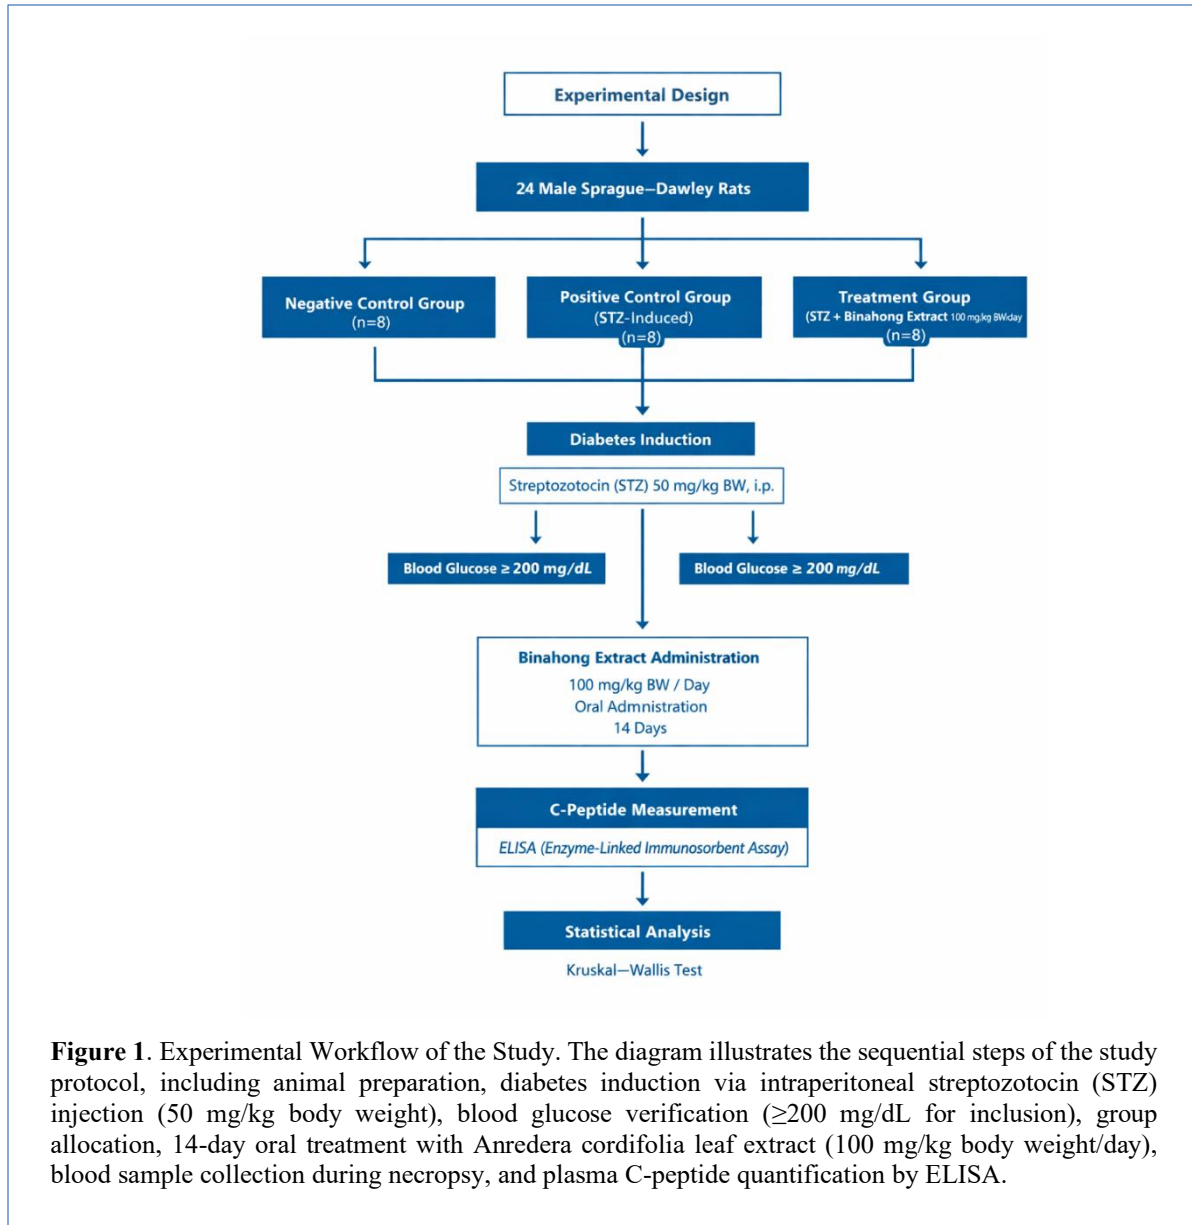 Experimental Design
24 Male Sprague—Dawley Rats
Negative Control Group
(n=8)
Positive Control Group
(STZ-Induced)
(n=8)
Treatment Group
(STZ + Binahong Extract 100 mg/kg BW/day
(n=8)
Diabetes Induction
Streptozotocin (STZ) 50 mg/kg BW, i.p.
Blood Glucose ≥ 200 mg/dL
Blood Glucose ≥ 200 mg/dL
Binahong Extract Administration
100 mg/kg BW / Day
Oral Admnistration
14 Days
C-Peptide Measurement
ELISA (Enzyme-Linked Immunosorbent Assay)
Statistical Analysis
Kruskal—Wallis Test
Figure 1. Experimental Workflow of the Study. The diagram illustrates the sequential steps of the study
protocol, including animal preparation, diabetes induction via intraperitoneal streptozotocin (STZ)
injection (50 mg/kg body weight), blood glucose verification (≥200 mg/dL for inclusion), group
allocation, 14-day oral treatment with Anredera cordifolia leaf extract (100 mg/kg body weight/day),
blood sample collection during necropsy, and plasma C-peptide quantification by ELISA.